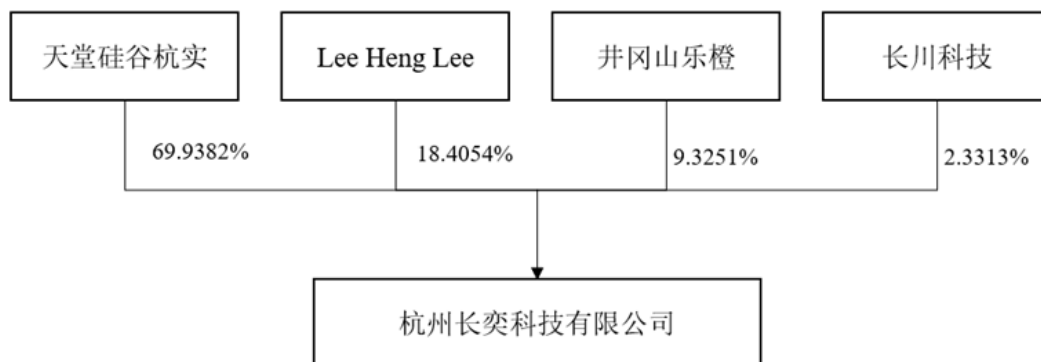 天堂硅谷杭实
Lee Heng Lee
井冈山乐橙
长川科技
69.9382%
18.4054%
9.3251%
2.3313%
杭州长奕科技有限公司